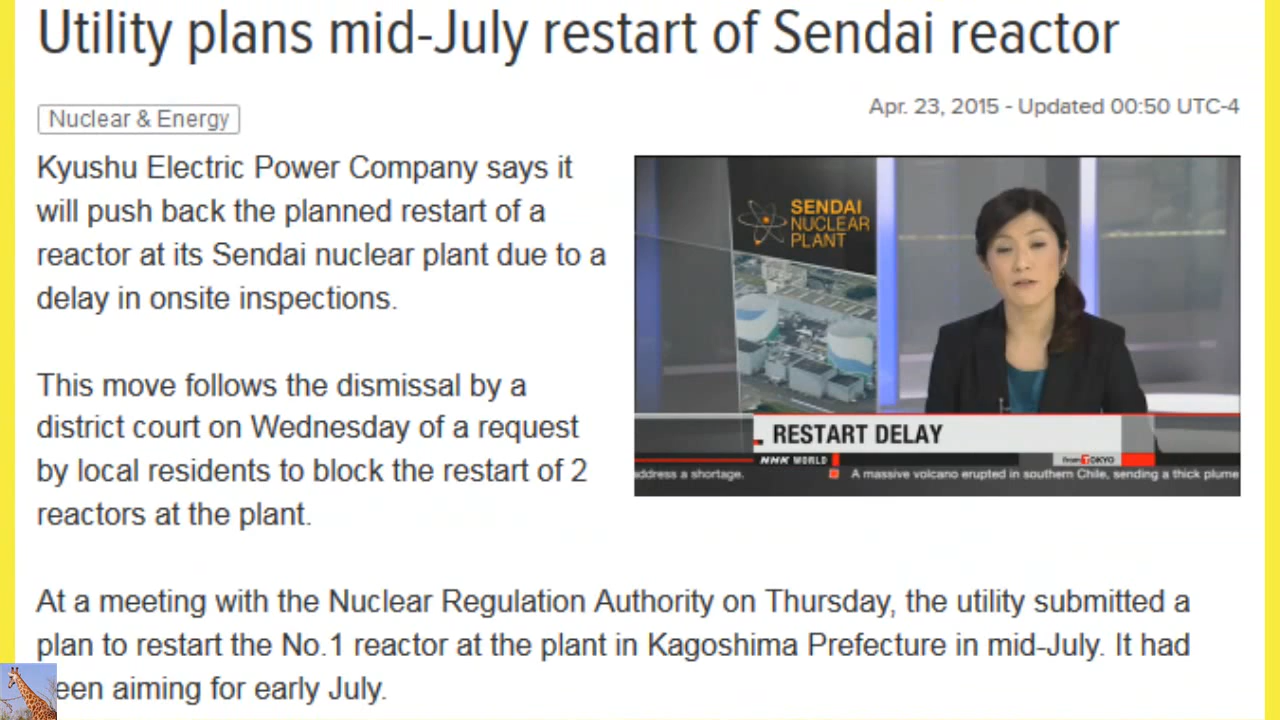 Utility plans mid-July restart of Sendai reactor
Nuclear & Energy
Apr. 23, 2015 - Updated 00:50 UTC-4
Kyushu Electric Power Company says it
will push back the planned restart of a
reactor at its Sendai nuclear plant due to a
delay in onsite inspections.
This move follows the dismissal by a
district court on Wednesday of a request
by local residents to block the restart of 2
reactors at the plant.
SENDAI
NUCLEAR
PLANT
RESTART DELAY
NHK WORLD
from TOKYO
address a shortage.
A massive volcano erupted in southern Chile, sending a thick plume
At a meeting with the Nuclear Regulation Authority on Thursday, the utility submitted a
plan to restart the No.1 reactor at the plant in Kagoshima Prefecture in mid-July. It had
een aiming for early July.